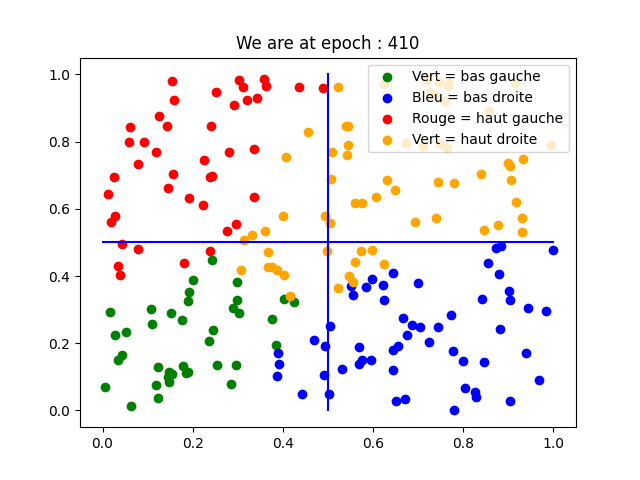 We are at epoch : 410
Vert = bas gauche
Bleu = bas droite
Rouge = haut gauche
Vert = haut droite
1.0
0.8
0.6
0.4
0.2
0.0
0.0 0.2 0.4 0.6 0.8 1.0